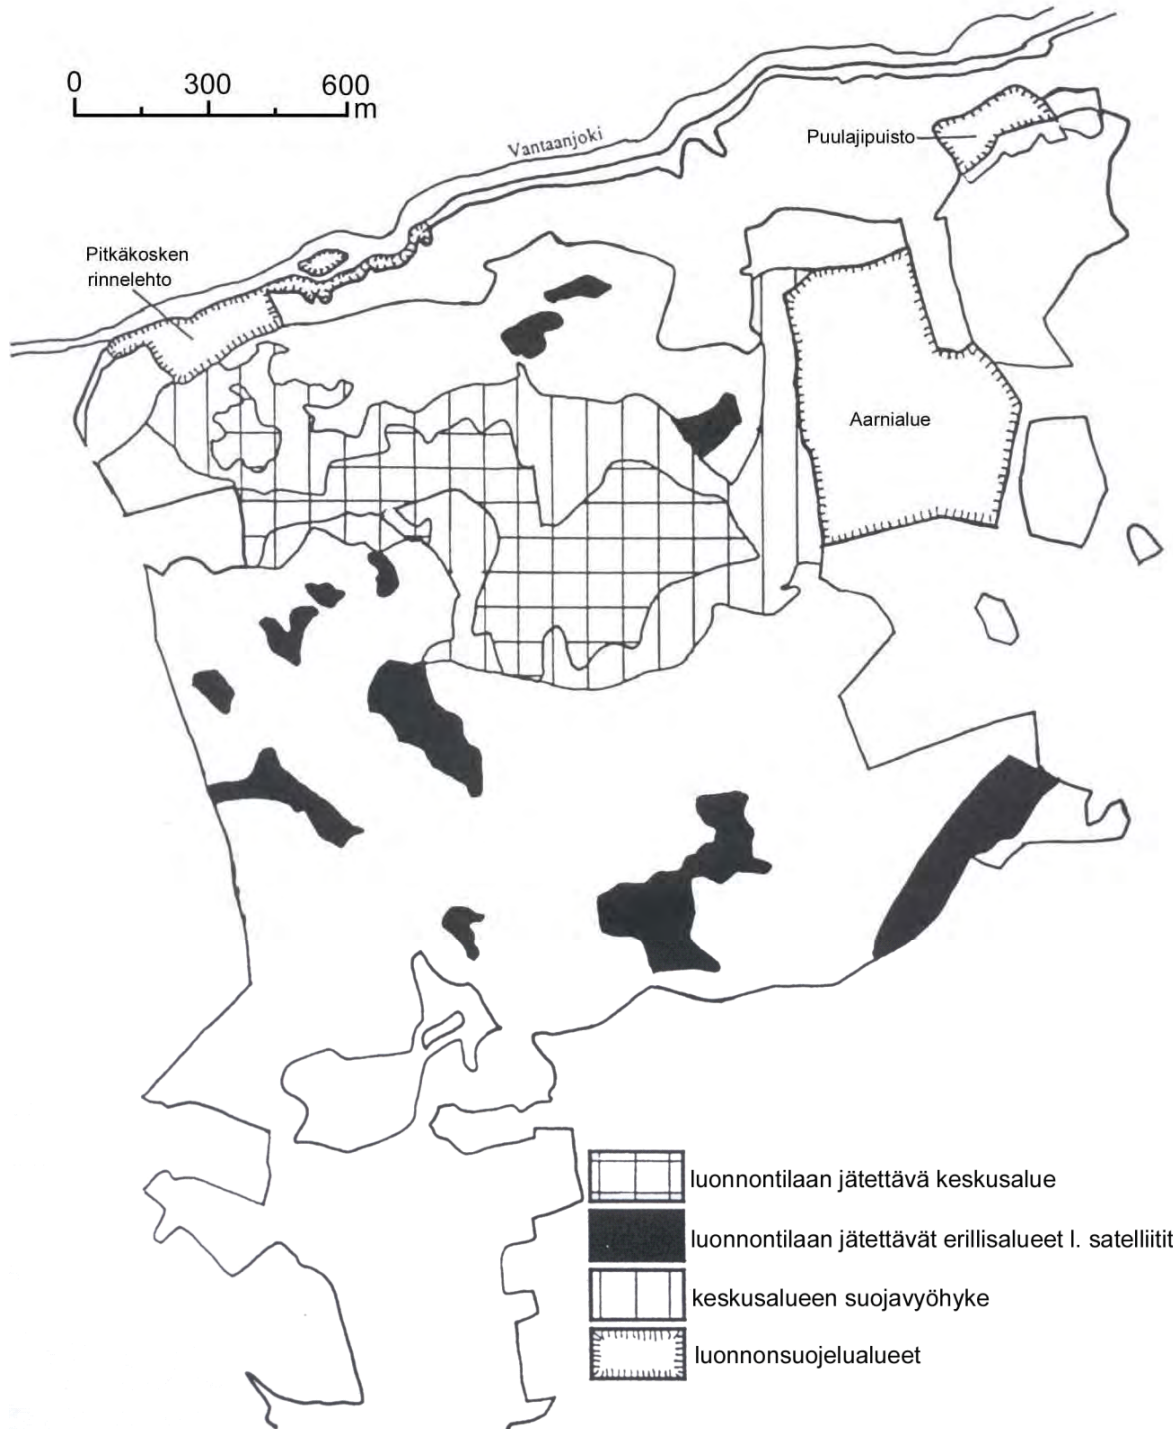 0 300 600
m
Vantaanjoki
Puulajipuisto
Pitkäkosken
rinnelehto
Aarnialue
luonnontilaan jätettävä keskusalue
luonnontilaan jätettävät erillisalueet l. satelliitit
keskusalueen suojavyöhyke
luonnonsuojelualueet